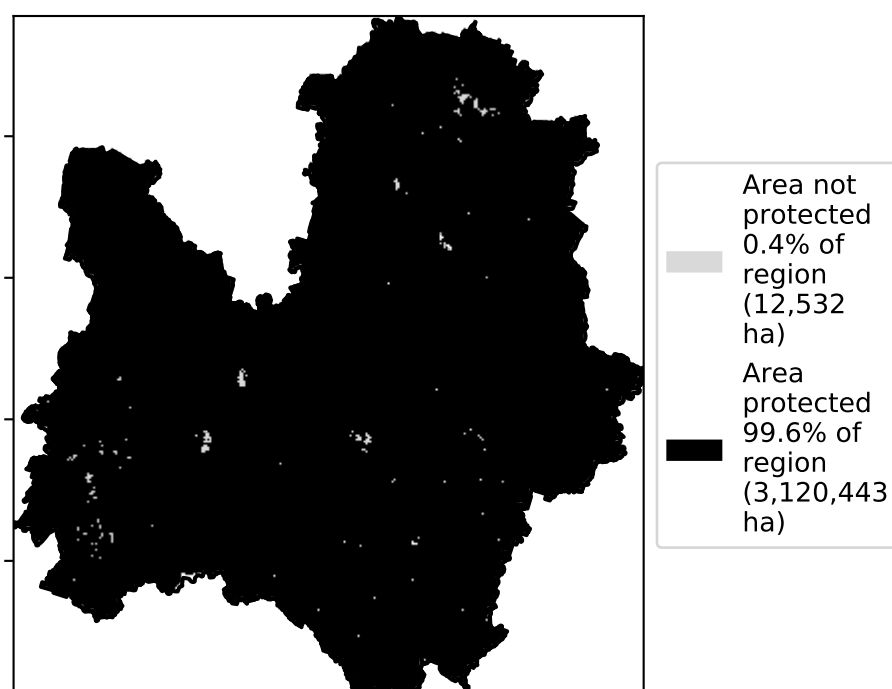 Area not
protected
0.4% of
region
(12,532
ha)
Area
protected
99.6% of
region
(3,120,443
ha)